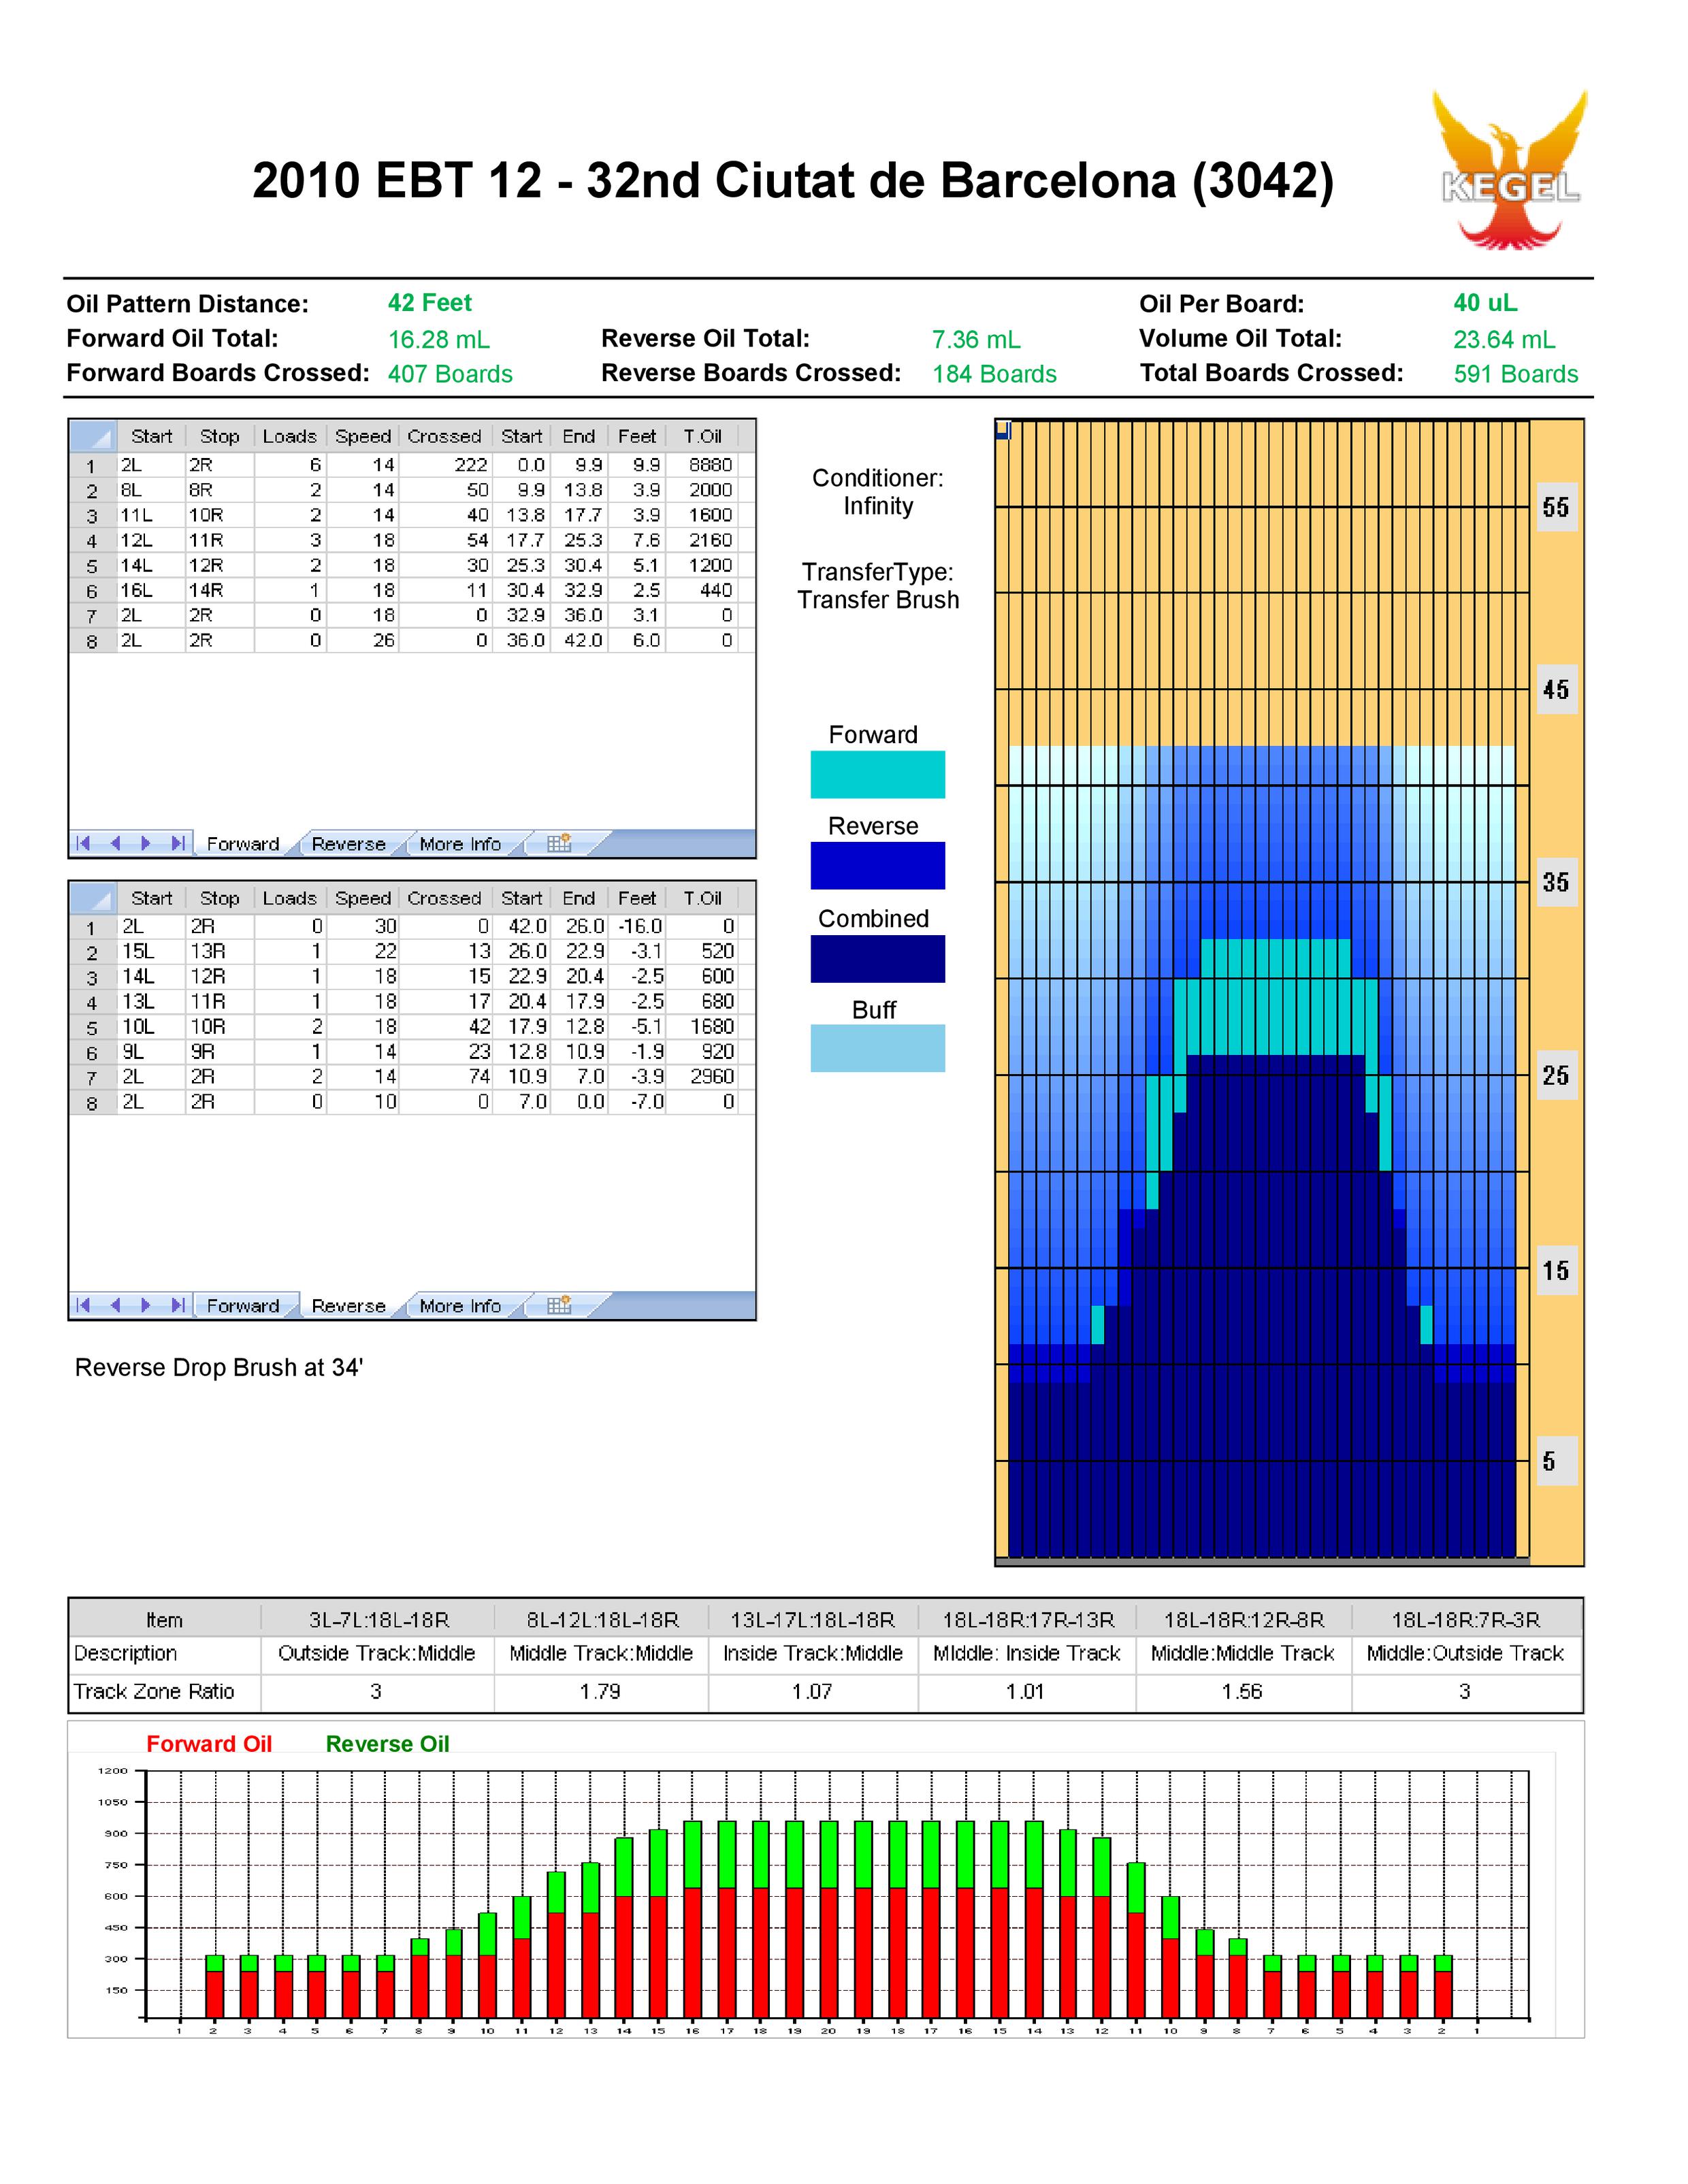 KEGEL
2010 EBT 12 - 32nd Ciutat de Barcelona (3042)
Oil Pattern Distance: 42 Feet Oil Per Board: 40 uL
Forward Oil Total: 16.28 mL Reverse Oil Total: 7.36 mL Volume Oil Total: 23.64 mL
Forward Boards Crossed: 407 Boards Reverse Boards Crossed: 184 Boards Total Boards Crossed: 591 Boards
Start Stop Loads Speed Crossed Start End Feet T.Oil
1 2L 2R 6 14 222 0.0 9.9 9.9 8880
2 8L 8R 2 14 50 9.9 13.8 3.9 2000
3 11L 10R 2 14 40 13.8 17.7 3.9 1600
4 12L 11R 3 18 54 17.7 25.3 7.6 2160
5 14L 12R 2 18 30 25.3 30.4 5.1 1200
6 16L 14R 1 18 11 30.4 32.9 2.5 440
7 2L 2R 0 18 0 32.9 36.0 3.1 0
8 2L 2R 0 26 0 36.0 42.0 6.0 0
Forward Reverse More Info
Start Stop Loads Speed Crossed Start End Feet T.Oil
1 2L 2R 0 30 0 42.0 26.0 -16.0 0
2 15L 13R 1 22 13 26.0 22.9 -3.1 520
3 14L 12R 1 18 15 22.9 20.4 -2.5 600
4 13L 11R 1 18 17 20.4 17.9 -2.5 680
5 10L 10R 2 18 42 17.9 12.8 -5.1 1680
6 9L 9R 1 14 23 12.8 10.9 -1.9 920
7 2L 2R 2 14 74 10.9 7.0 -3.9 2960
8 2L 2R 0 10 0 7.0 0.0 -7.0 0
Forward Reverse More Info
Reverse Drop Brush at 34'
Conditioner:
Infinity
TransferType:
Transfer Brush
Forward
Reverse
Combined
Buff
55
45
35
25
15
5
Item 3L-7L:18L-18R 8L-12L:18L-18R 13L-17L:18L-18R 18L-18R:17R-13R 18L-18R:12R-8R 18L-18R:7R-3R
Description Outside Track:Middle Middle Track:Middle Inside Track:Middle MIddle: Inside Track Middle:Middle Track Middle:Outside Track
Track Zone Ratio 3 1.79 1.07 1.01 1.56 3
Forward Oil Reverse Oil
1200
1050
900
750
600
450
300
150
1 2 3 4 5 6 7 8 9 10 11 12 13 14 15 16 17 18 19 20 19 18 17 16 15 14 13 12 11 10 9 8 7 6 5 4 3 2 1